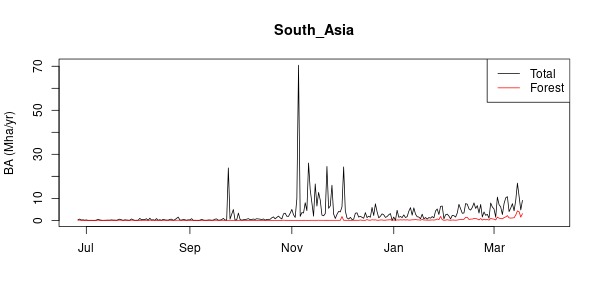 South_Asia
Total
Forest
BA (Mha/yr)
70
50
30
10
0
Jul Sep Nov Jan Mar